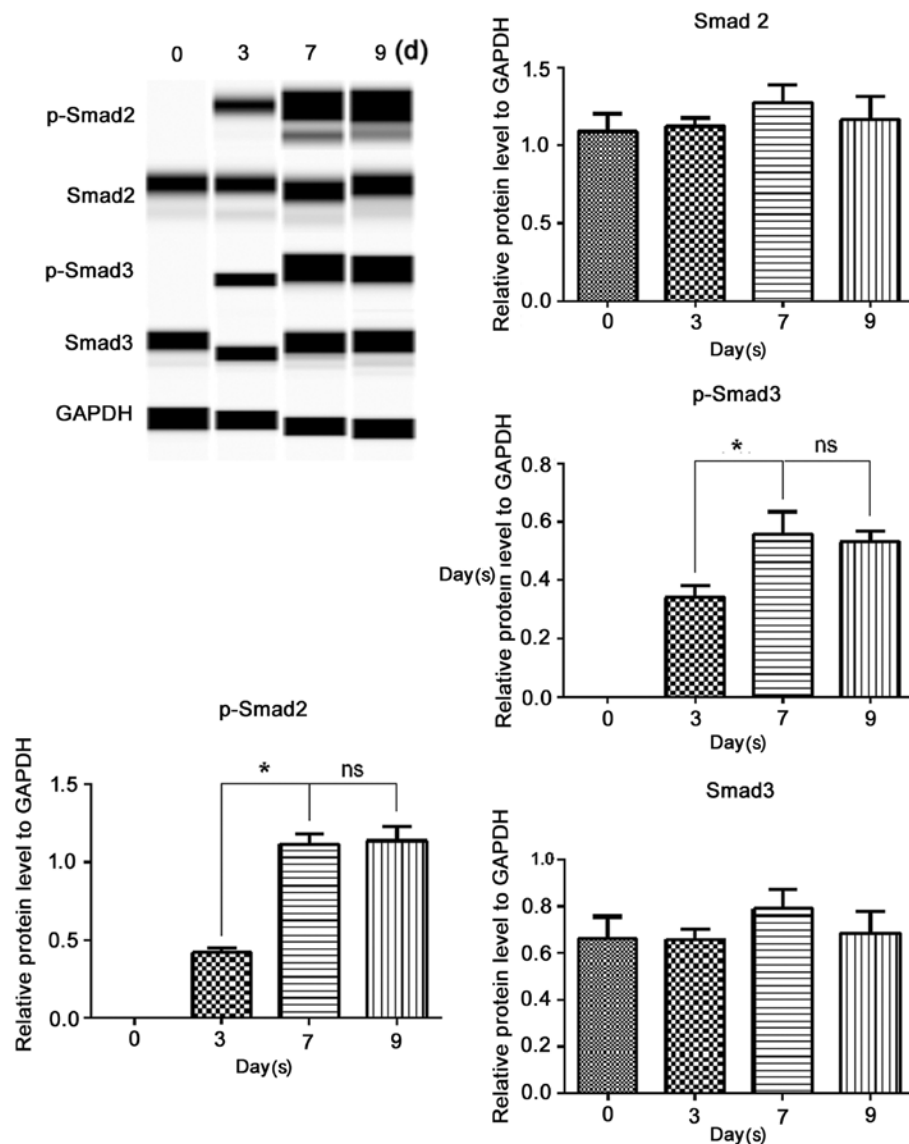 0 3 7 9 (d)
p-Smad2
Smad2
p-Smad3
Smad3
GAPDH
Smad 2
Relative protein level to GAPDH
1.5
1.0
0.5
0.0
0 3 7 9
Day(s)
p-Smad3
* ns
Day(s)
Relative protein level to GAPDH
0.8
0.6
0.4
0.2
0.0
0 3 7 9
Day(s)
p-Smad2
* ns
Relative protein level to GAPDH
1.5
1.0
0.5
0.0
0 3 7 9
Day(s)
Smad3
Relative protein level to GAPDH
1.0
0.8
0.6
0.4
0.2
0.0
0 3 7 9
Day(s)